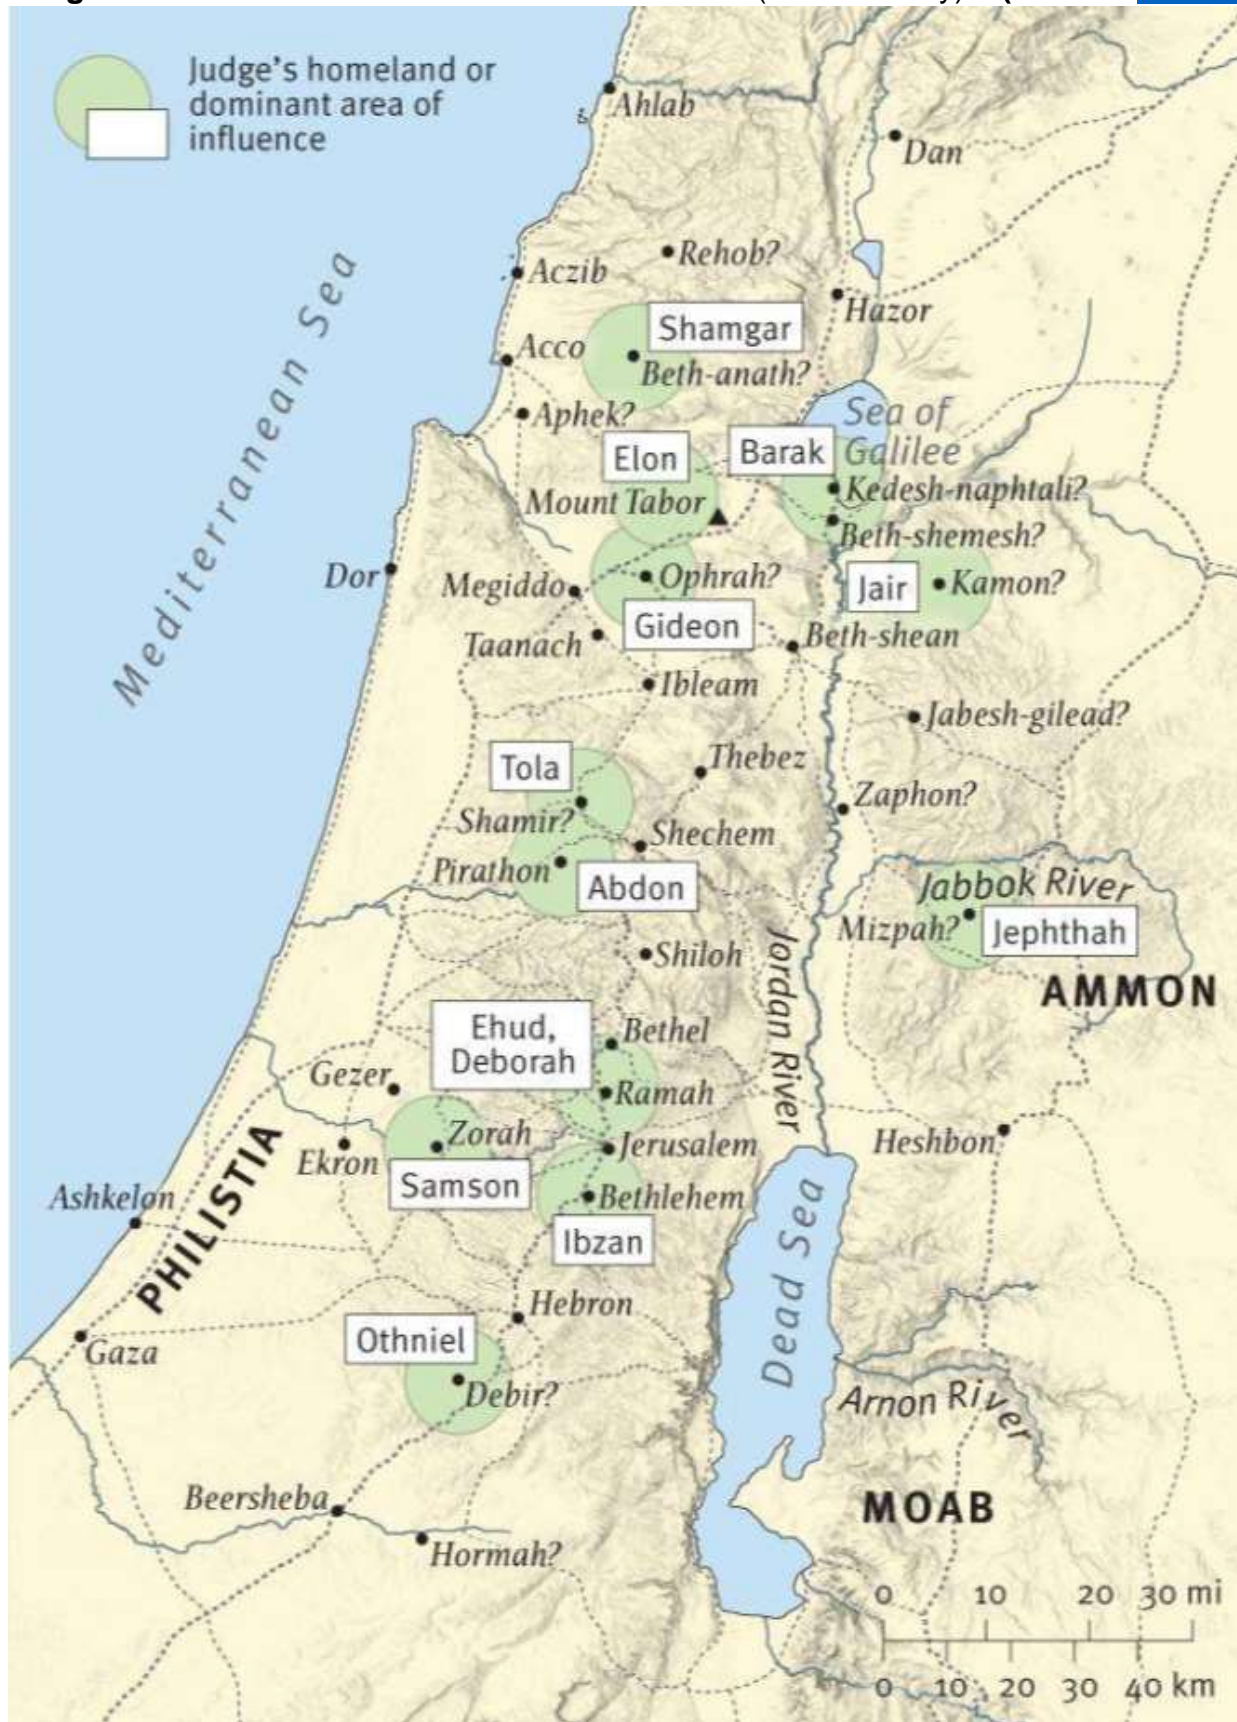 Judge's homeland or
dominant area of
influence
Ahlab
Dan
Rehob?
Aczib
Hazor
Shamgar
Acco
Beth-anath?
Mediterranean Sea
Aphek?
Sea of
Galilee
Elon
Barak
Kedesh-naphtali?
Mount Tabor
Beth-shemesh?
Dor
Megiddo
Ophrah?
Jair
Kamon?
Gideon
Taanach
Beth-shean
Ibleam
Jabesh-gilead?
Tola
Thebez
Zaphon?
Shamir?
Shechem
Pirathon
Abdon
Jabbok River
Mizpah?
Jephthah
Shiloh
Jordan River
AMMON
Ehud,
Deborah
Bethel
Gezer
Ramah
Zorah
Jerusalem
Heshbon
Ekron
Samson
Ashkelon
Bethlehem
PHILISTIA
Ibzan
Dead Sea
Hebron
Othniel
Gaza
Debir?
Arnon River
Beersheba
MOAB
Hormah?
0 10 20 30 mi
0 10 20 30 40 km